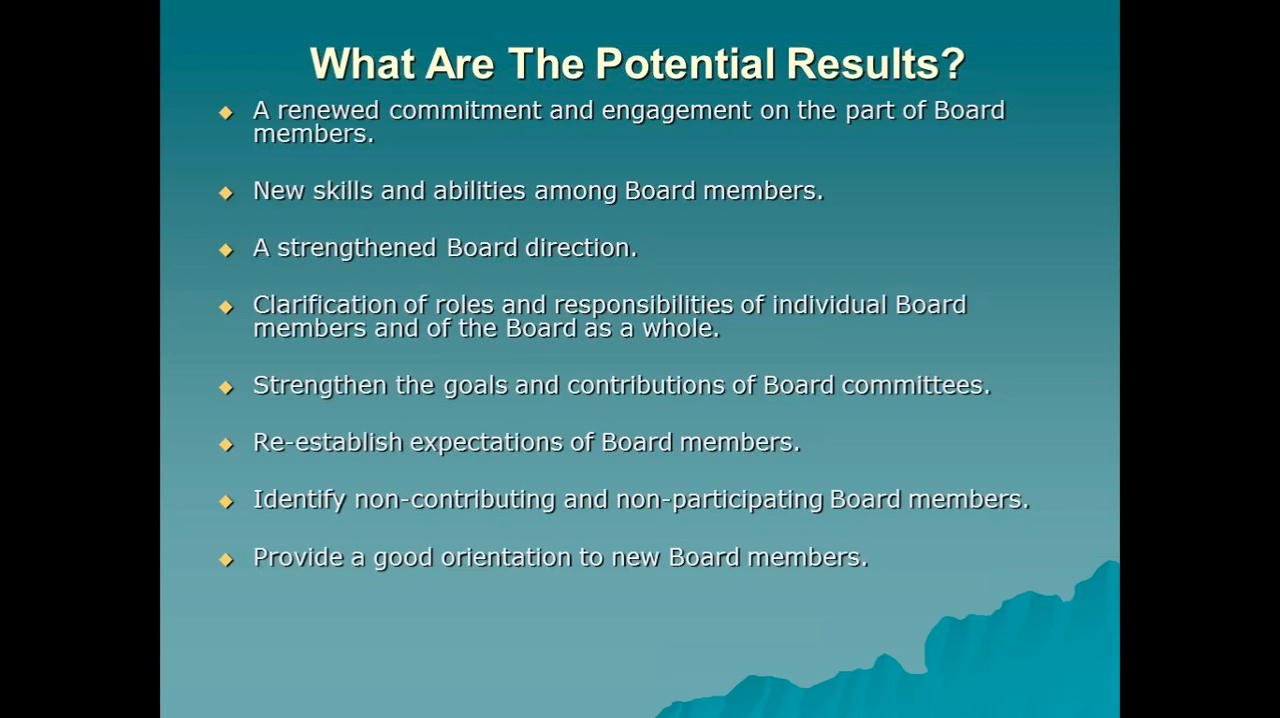 What Are The Potential Results?
A renewed commitment and engagement on the part of Board
members.
New skills and abilities among Board members.
A strengthened Board direction.
Clarification of roles and responsibilities of individual Board
members and of the Board as a whole.
Strengthen the goals and contributions of Board committees.
Re-establish expectations of Board members.
Identify non-contributing and non-participating Board members.
Provide a good orientation to new Board members.